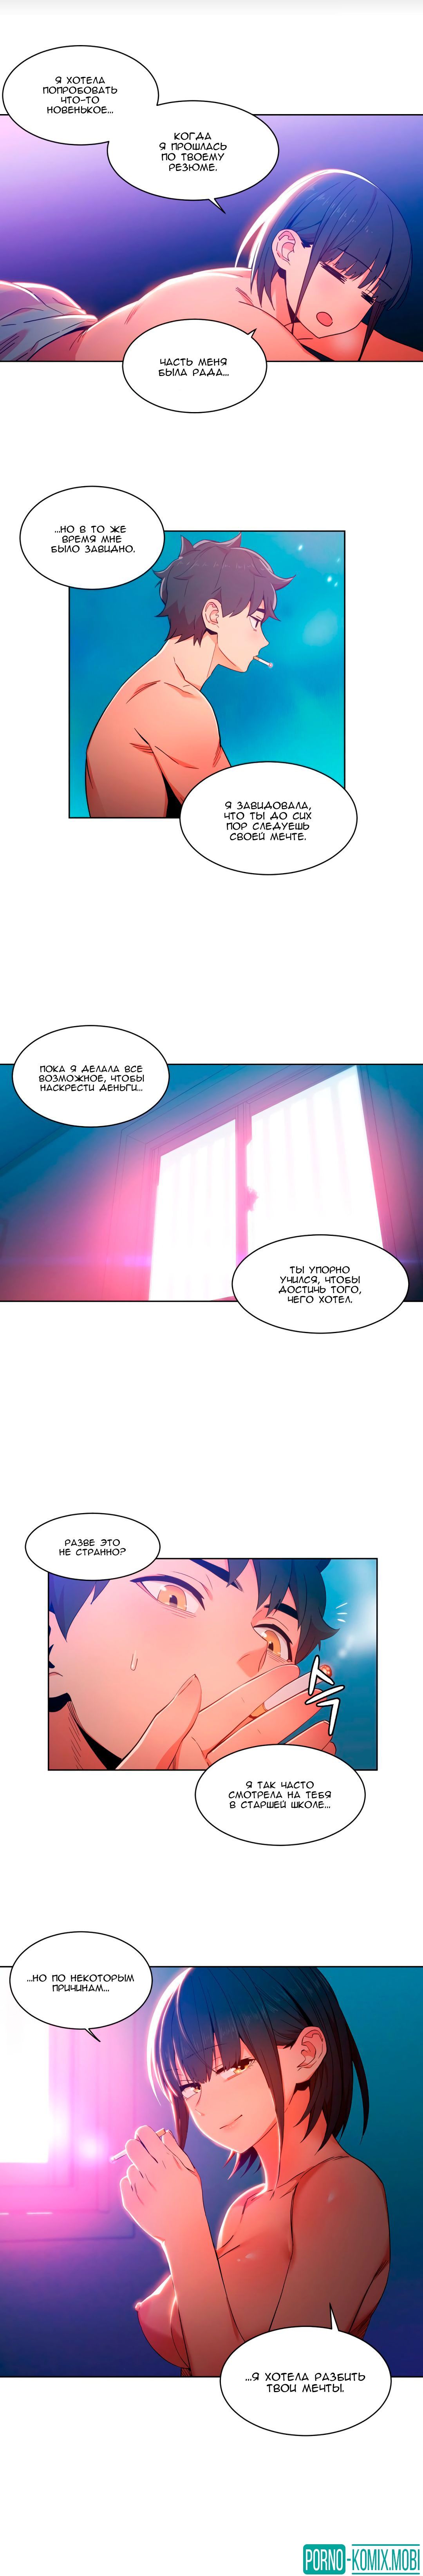 Я ХОТЕЛА
ПОПРОБОВАТЬ
ЧТО-ТО
НОВЕНЬКОЕ...
КОГДА
Я ПРОШЛАСЬ
ПО ТВОЕМУ
РЕЗЮМЕ.
ЧАСТЬ МЕНЯ
БЫЛА РАДА...
...НО В ТО ЖЕ
ВРЕМЯ МНЕ
БЫЛО ЗАВИДНО.
Я ЗАВИДОВАЛА,
ЧТО ТЫ ДО СИХ
ПОР СЛЕДУЕШЬ
СВОЕЙ МЕЧТЕ.
ПОКА Я ДЕЛАЛА ВСЕ
ВОЗМОЖНОЕ, ЧТОБЫ
НАСКРЕСТИ ДЕНЬГИ...
ТЫ УПОРНО
УЧИЛСЯ, ЧТОБЫ
ДОСТИЧЬ ТОГО,
ЧЕГО ХОТЕЛ.
РАЗВЕ ЭТО
НЕ СТРАННО?
Я ТАК ЧАСТО
СМОТРЕЛА НА ТЕБЯ
В СТАРШЕЙ ШКОЛЕ...
...НО ПО НЕКОТОРЫМ
ПРИЧИНАМ...
...Я ХОТЕЛА РАЗБИТЬ
ТВОИ МЕЧТЫ.
PORNO-KOMIX.MOBI